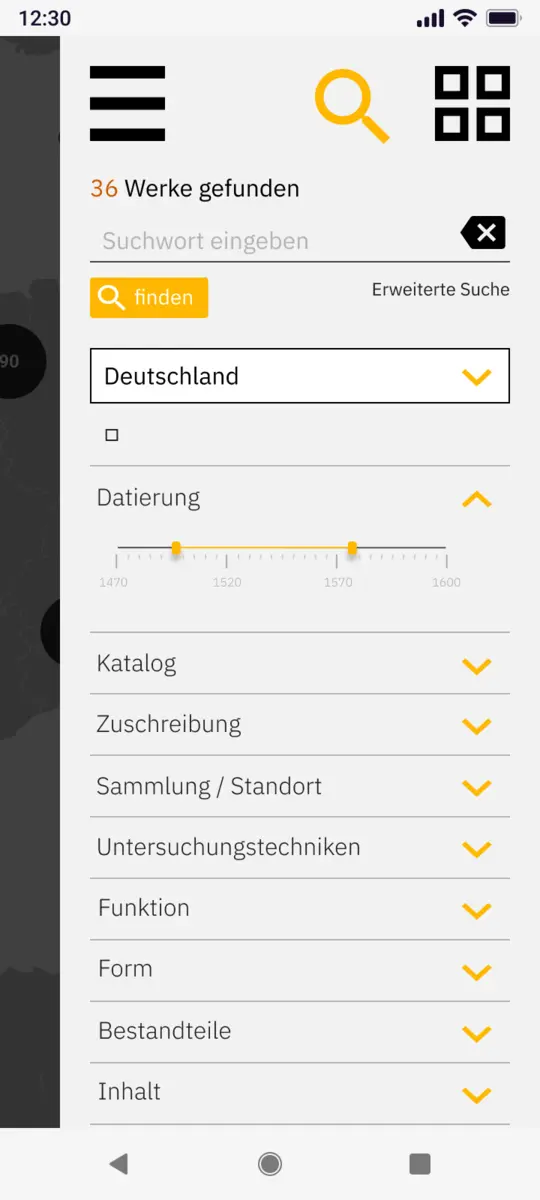 12:30
36 Werke gefunden
Suchwort eingeben
finden
Erweiterte Suche
90
Deutschland
Datierung
1470 1520 1570 1600
Katalog
Zuschreibung
Sammlung / Standort
Untersuchungstechniken
Funktion
Form
Bestandteile
Inhalt